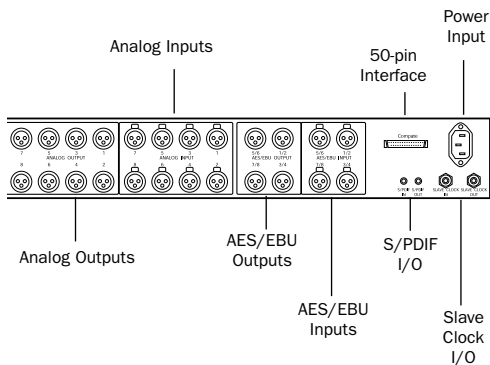 Power
Input
Analog Inputs
50-pin
Interface
7 5 3 1
ANALOG OUTPUT
8 6 4 2
7 5 3 1
ANALOG INPUT
8 6 4 2
5/6 1/2
AES/EBU OUTPUT
7/8 3/4
5/6 1/2
AES/EBU INPUT
7/8 3/4
S/PDIF IN
S/PDIF OUT
SLAVE CLOCK IN
SLAVE CLOCK OUT
Analog Outputs
AES/EBU
Outputs
S/PDIF
I/O
AES/EBU
Inputs
Slave
Clock
I/O